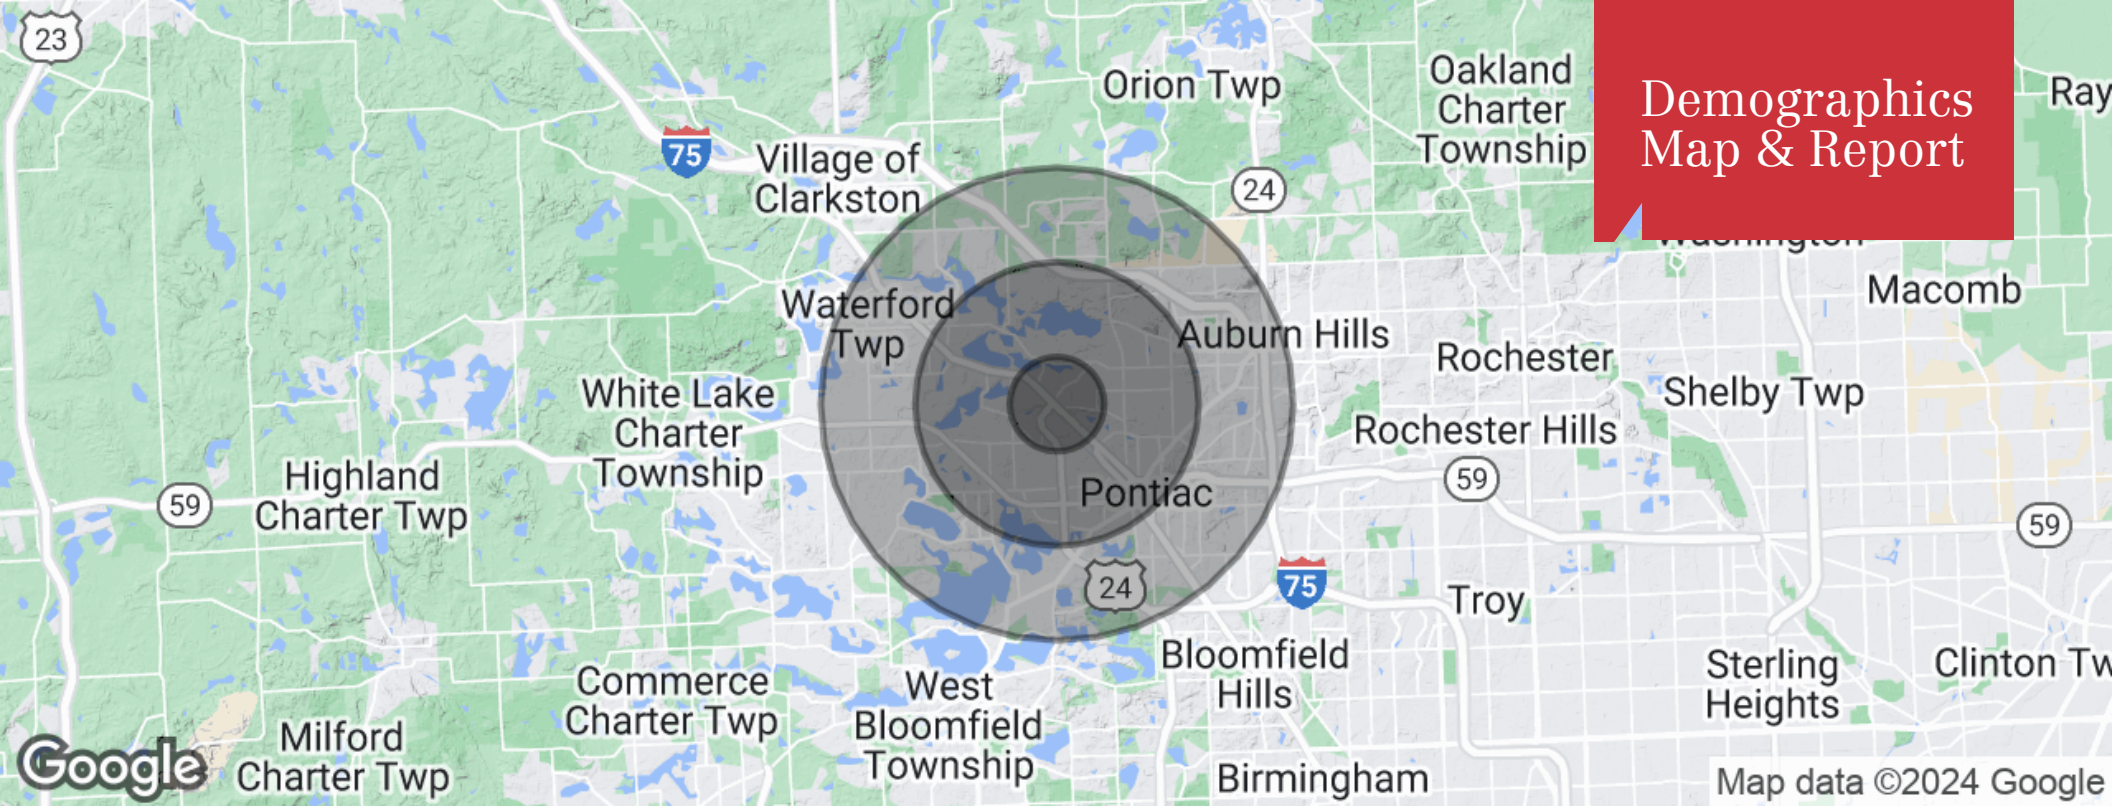 23
Orion Twp
Oakland
Charter
Township
Demographics
Map & Report
Ray
75
Village of
Clarkston
24
Washington
Macomb
Waterford
Twp
Auburn Hills
Rochester
Shelby Twp
White Lake
Charter
Township
Rochester Hills
Highland
Charter Twp
59
59
Pontiac
59
24
75
Troy
Bloomfield
Hills
Sterling
Heights
Clinton Tw
Commerce
Charter Twp
West
Bloomfield
Township
Milford
Charter Twp
Birmingham
Google
Map data ©2024 Google